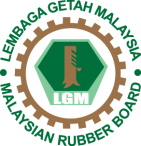 • LEMBAGA GETAH MALAYSIA •
MALAYSIAN RUBBER BOARD
LGM